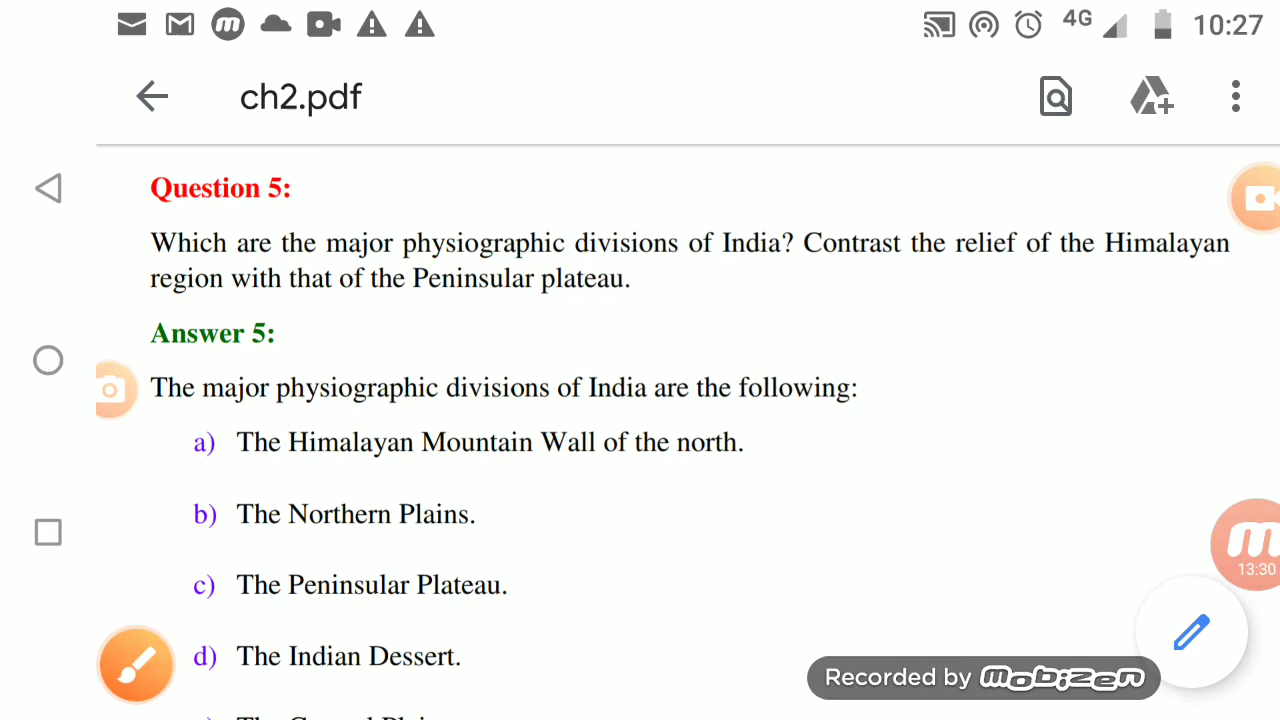 4G 10:27
ch2.pdf
Question 5:
Which are the major physiographic divisions of India? Contrast the relief of the Himalayan
region with that of the Peninsular plateau.
Answer 5:
The major physiographic divisions of India are the following:
a) The Himalayan Mountain Wall of the north.
b) The Northern Plains.
c) The Peninsular Plateau.
13:30
d) The Indian Dessert.
Recorded by mobizen